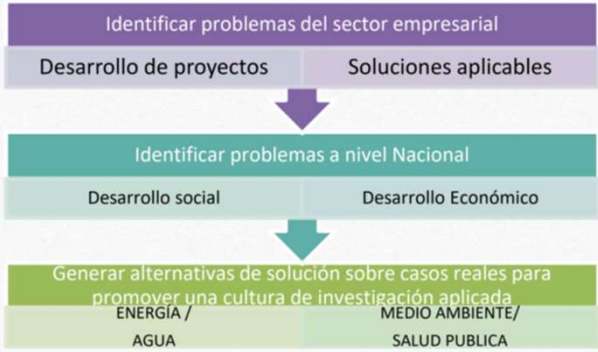 Identificar problemas del sector empresarial
Desarrollo de proyectos
Soluciones aplicables
Identificar problemas a nivel Nacional
Desarrollo social
Desarrollo Económico
Generar alternativas de solución sobre casos reales para
promover una cultura de investigación aplicada
ENERGÍA /
AGUA
MEDIO AMBIENTE/
SALUD PUBLICA